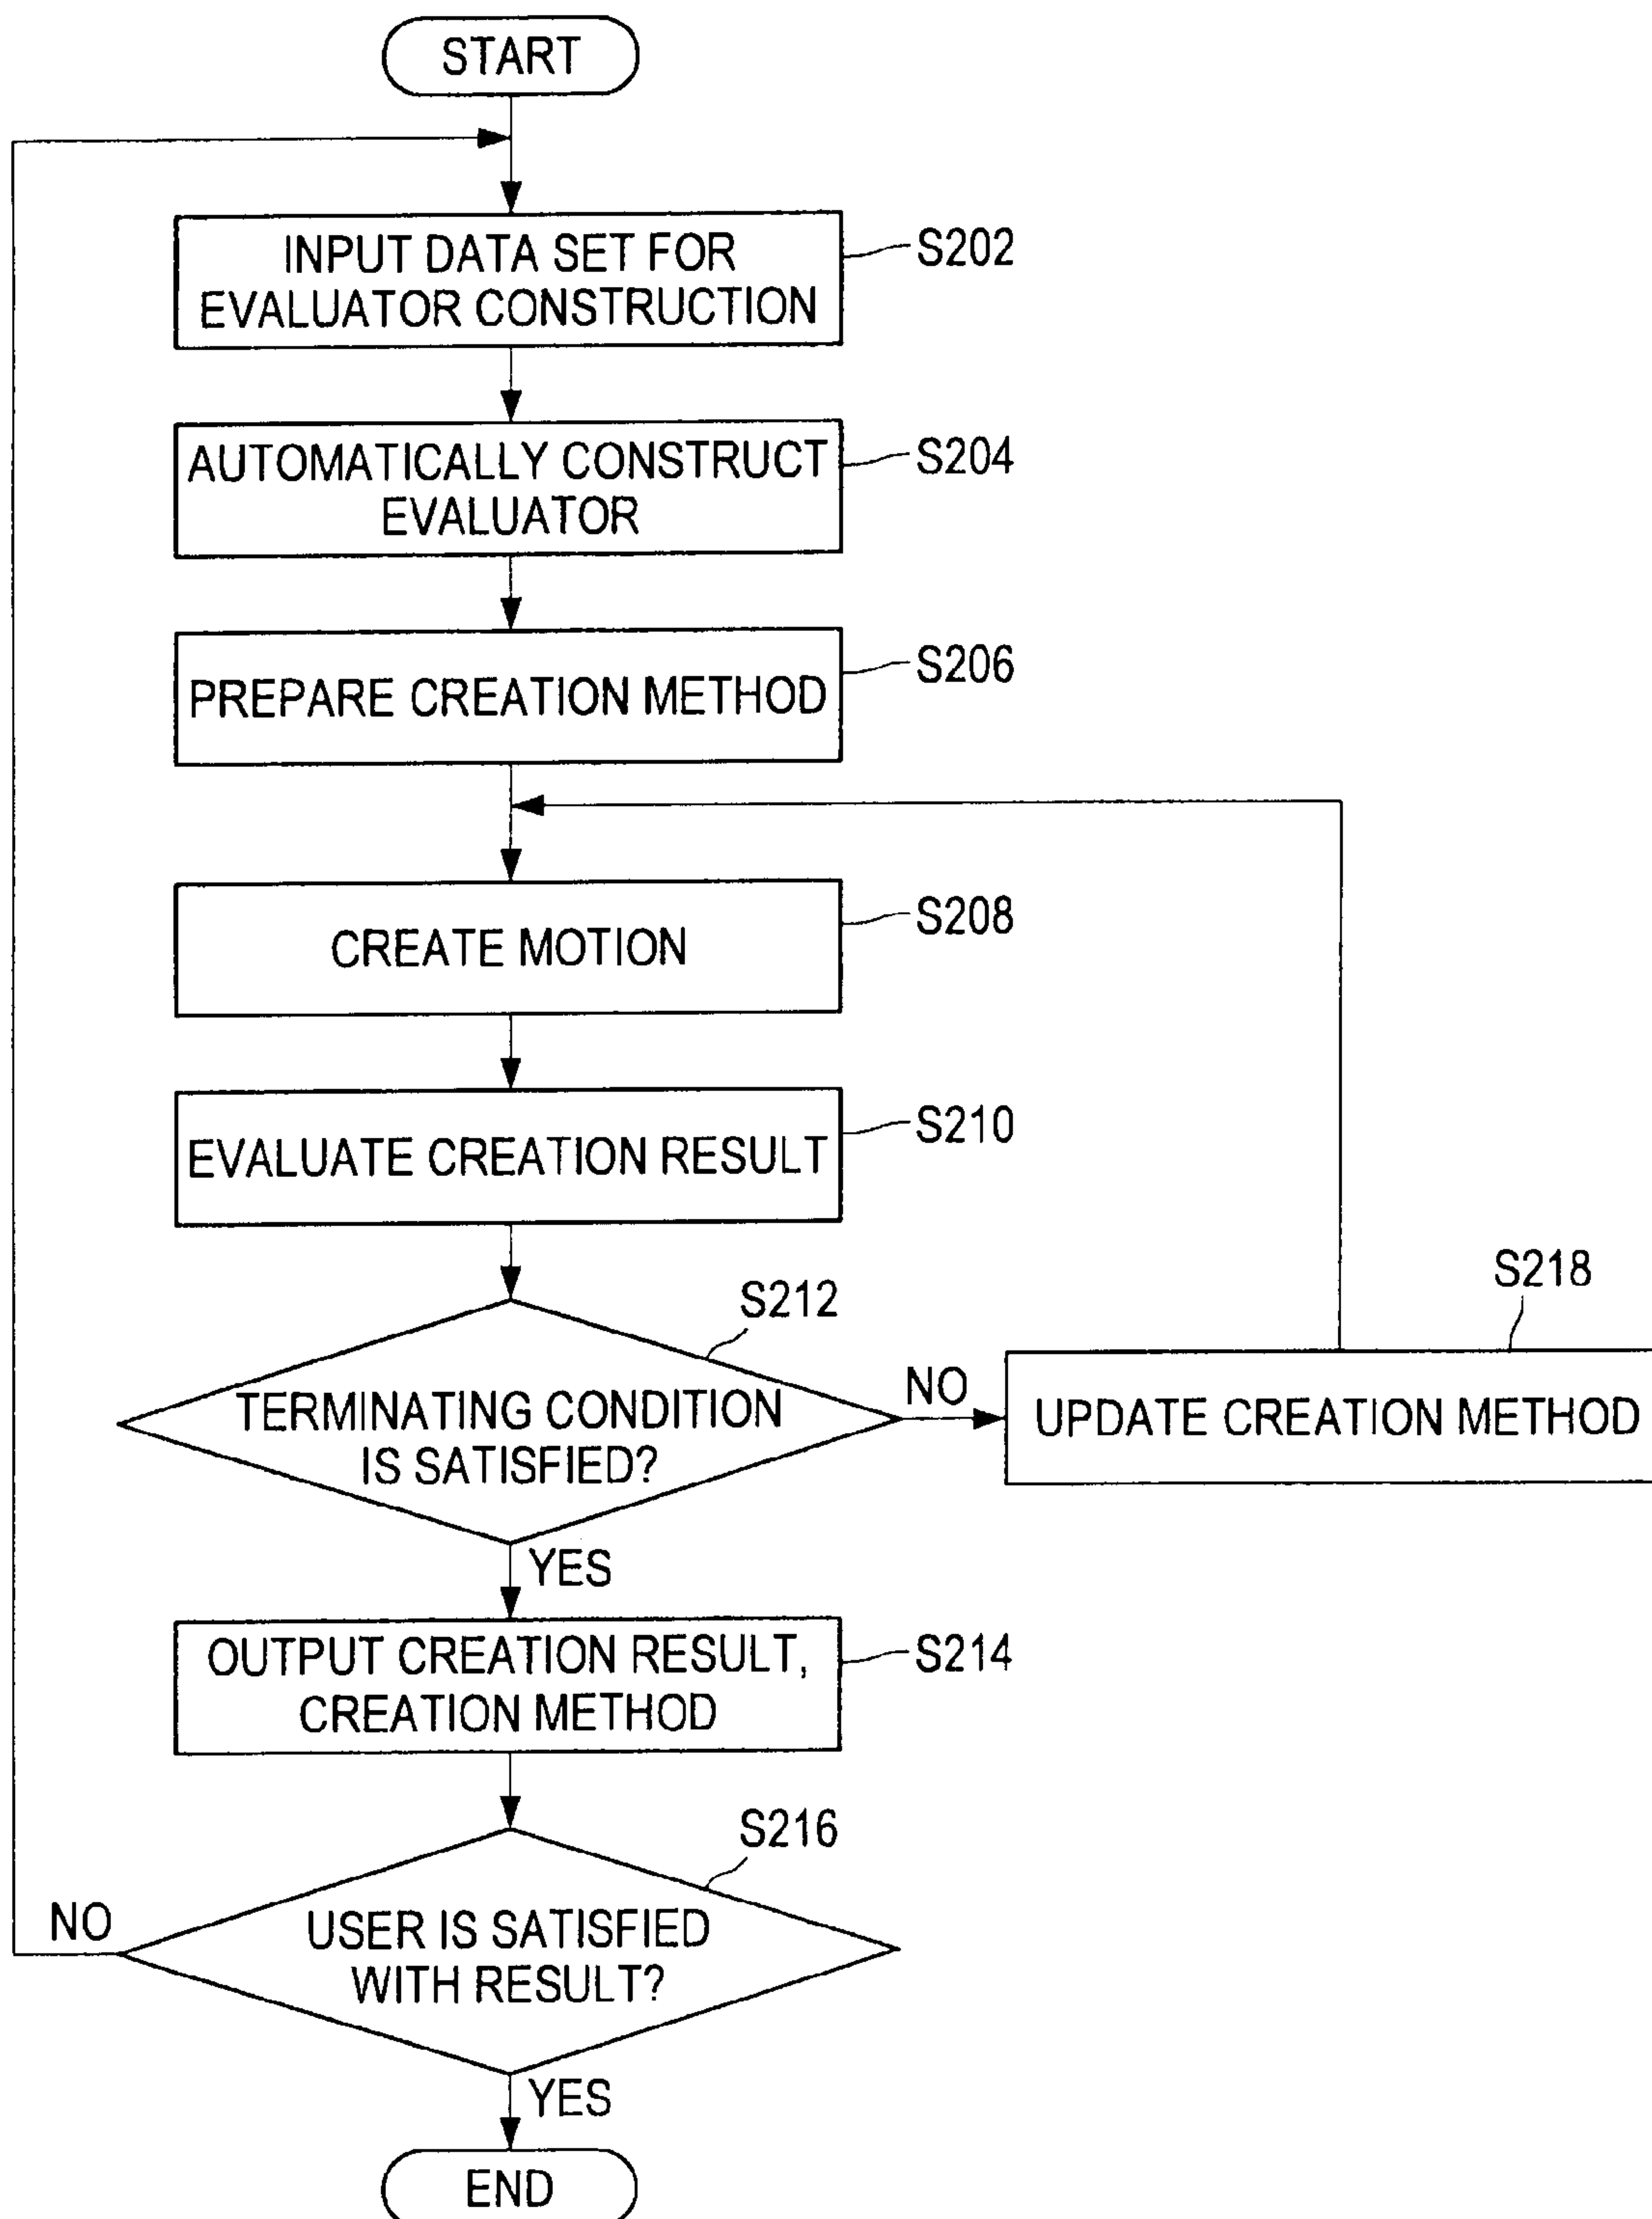 START
INPUT DATA SET FOR
EVALUATOR CONSTRUCTION
S202
AUTOMATICALLY CONSTRUCT
EVALUATOR
S204
PREPARE CREATION METHOD
S206
CREATE MOTION
S208
EVALUATE CREATION RESULT
S210
S212
TERMINATING CONDITION
IS SATISFIED?
NO
S218
UPDATE CREATION METHOD
YES
OUTPUT CREATION RESULT,
CREATION METHOD
S214
S216
USER IS SATISFIED
WITH RESULT?
NO
YES
END